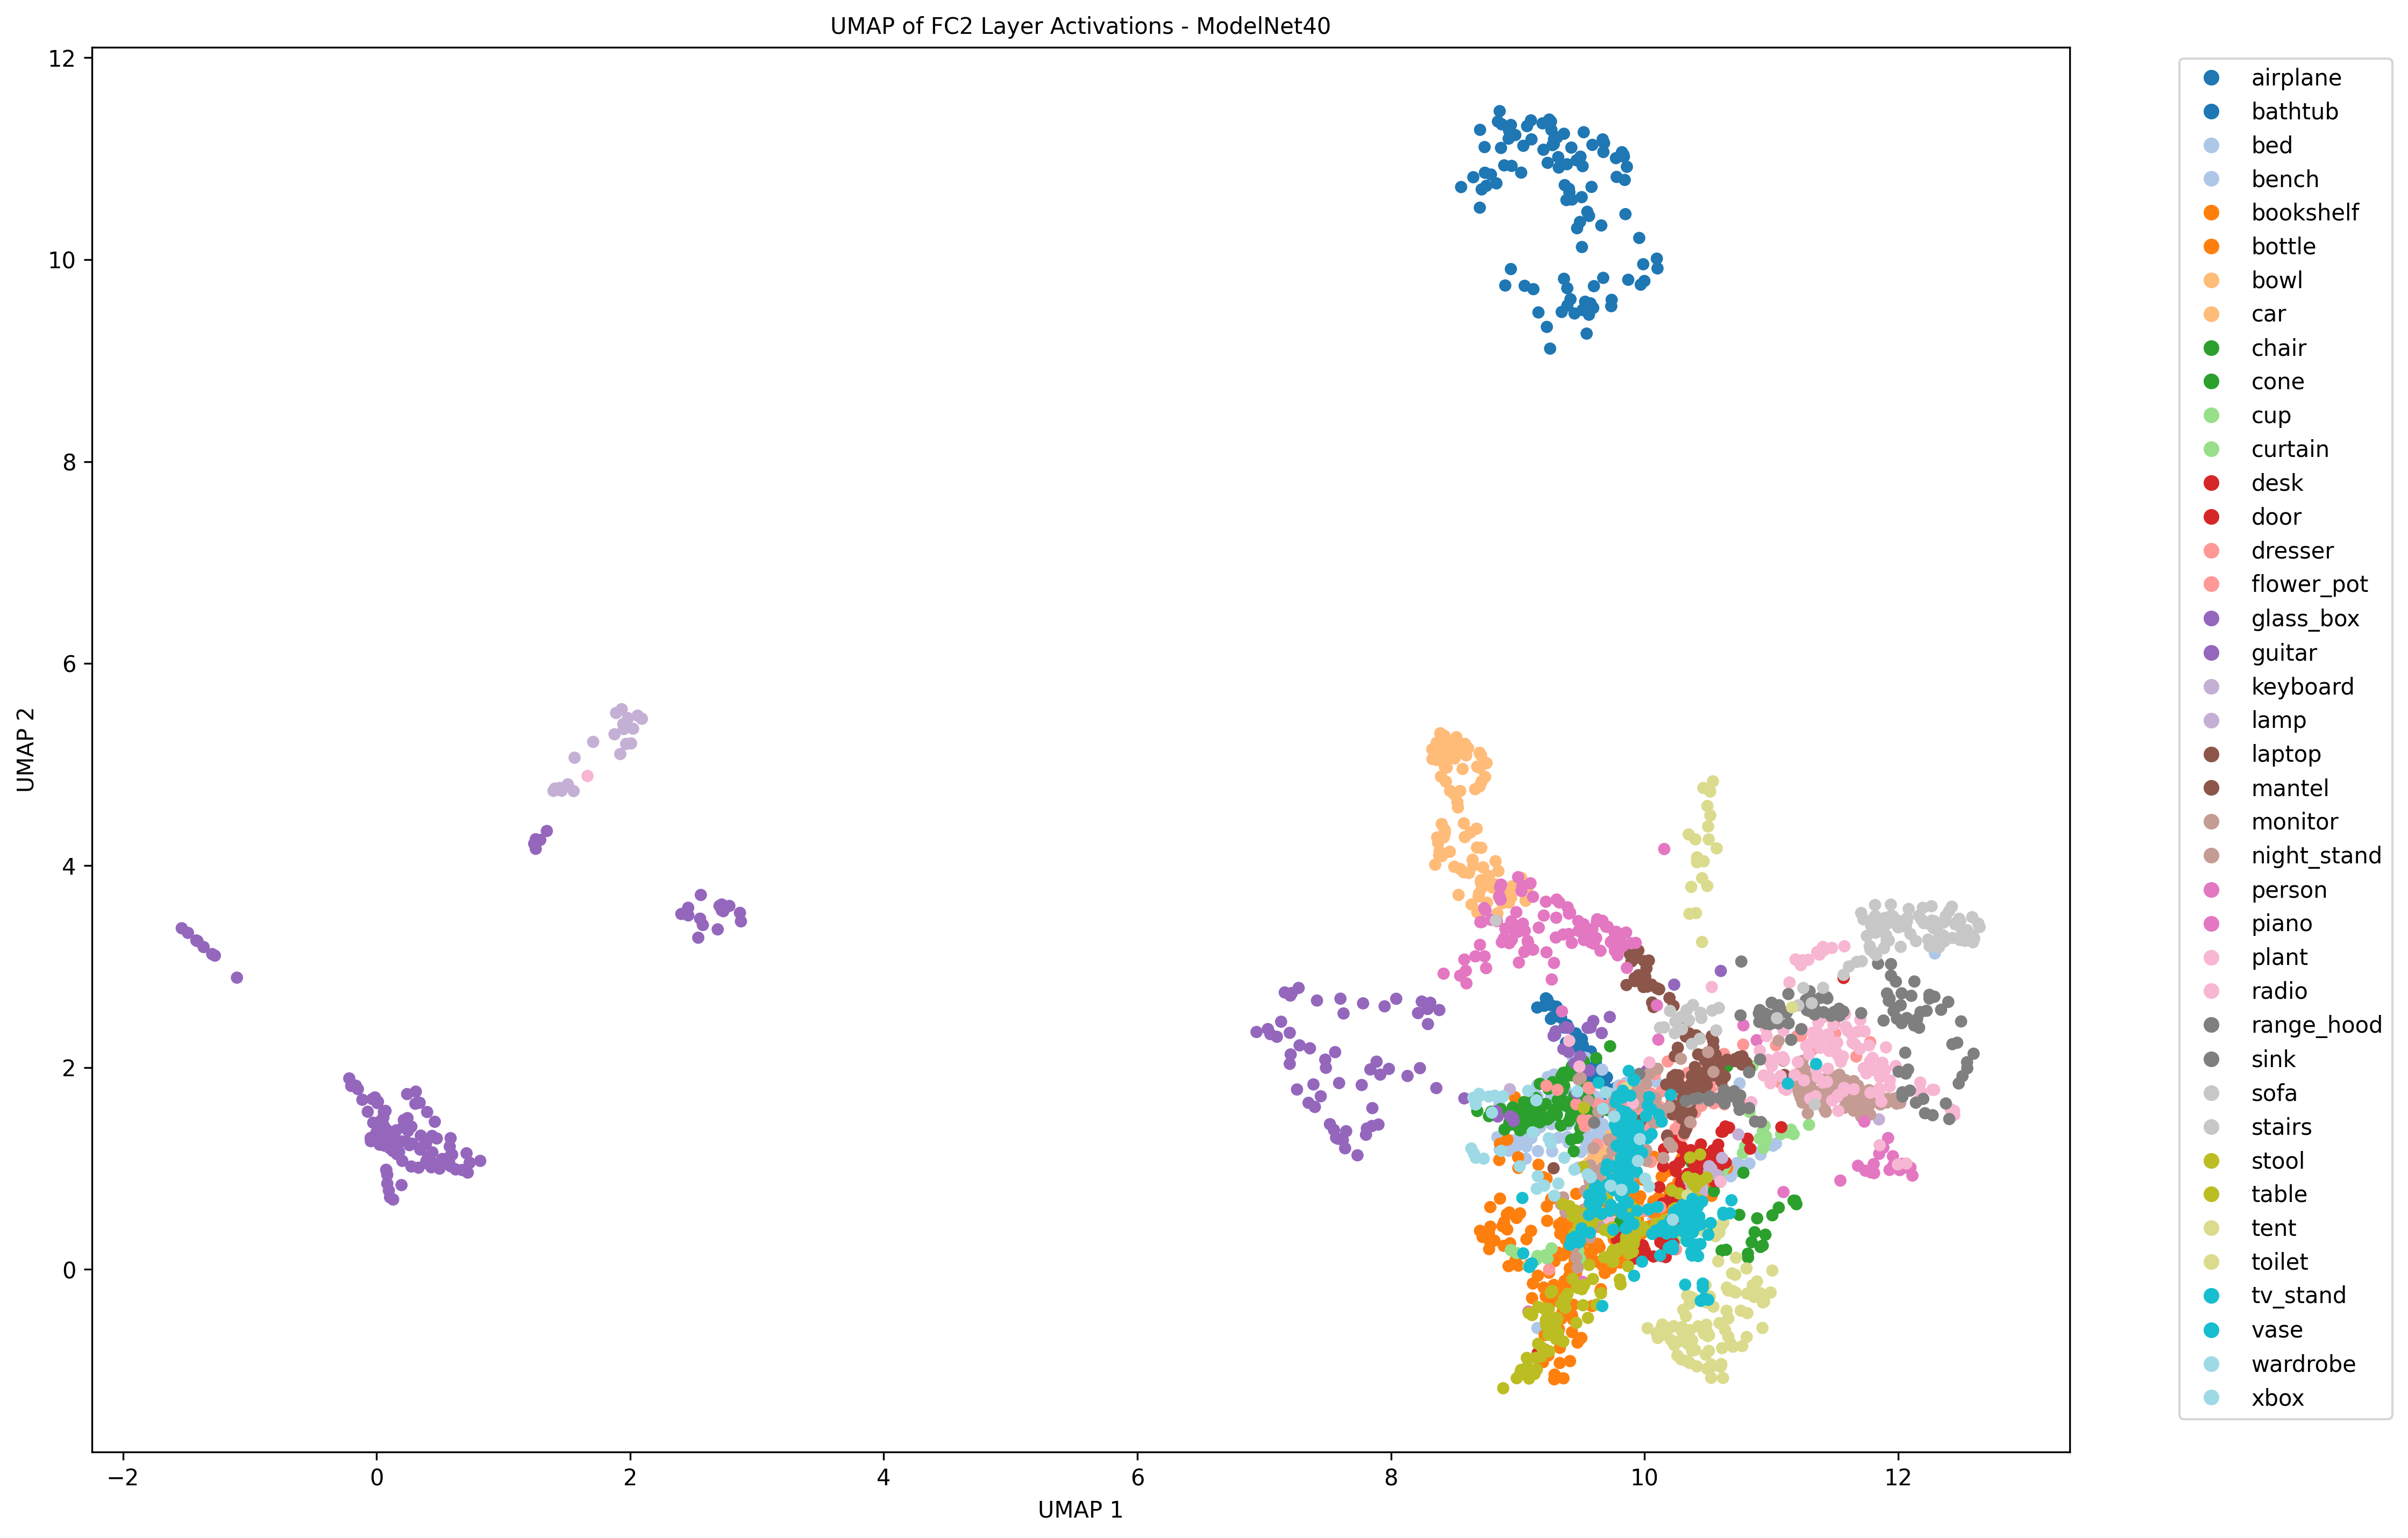 UMAP of FC2 Layer Activations - ModelNet40
12
10
8
6
4
2
0
UMAP 2
−2
0
2
4
6
8
10
12
UMAP 1
airplane
bathtub
bed
bench
bookshelf
bottle
bowl
car
chair
cone
cup
curtain
desk
door
dresser
flower_pot
glass_box
guitar
keyboard
lamp
laptop
mantel
monitor
night_stand
person
piano
plant
radio
range_hood
sink
sofa
stairs
stool
table
tent
toilet
tv_stand
vase
wardrobe
xbox